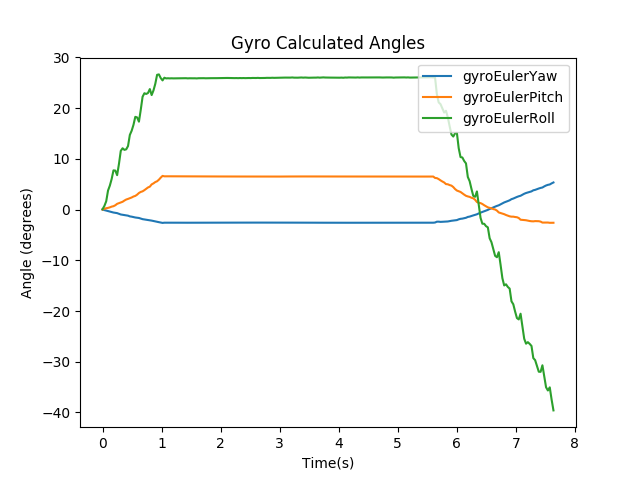 Gyro Calculated Angles
gyroEulerYaw
gyroEulerPitch
gyroEulerRoll
Angle (degrees)
30
20
10
0
−10
−20
−30
−40
0 1 2 3 4 5 6 7 8
Time(s)